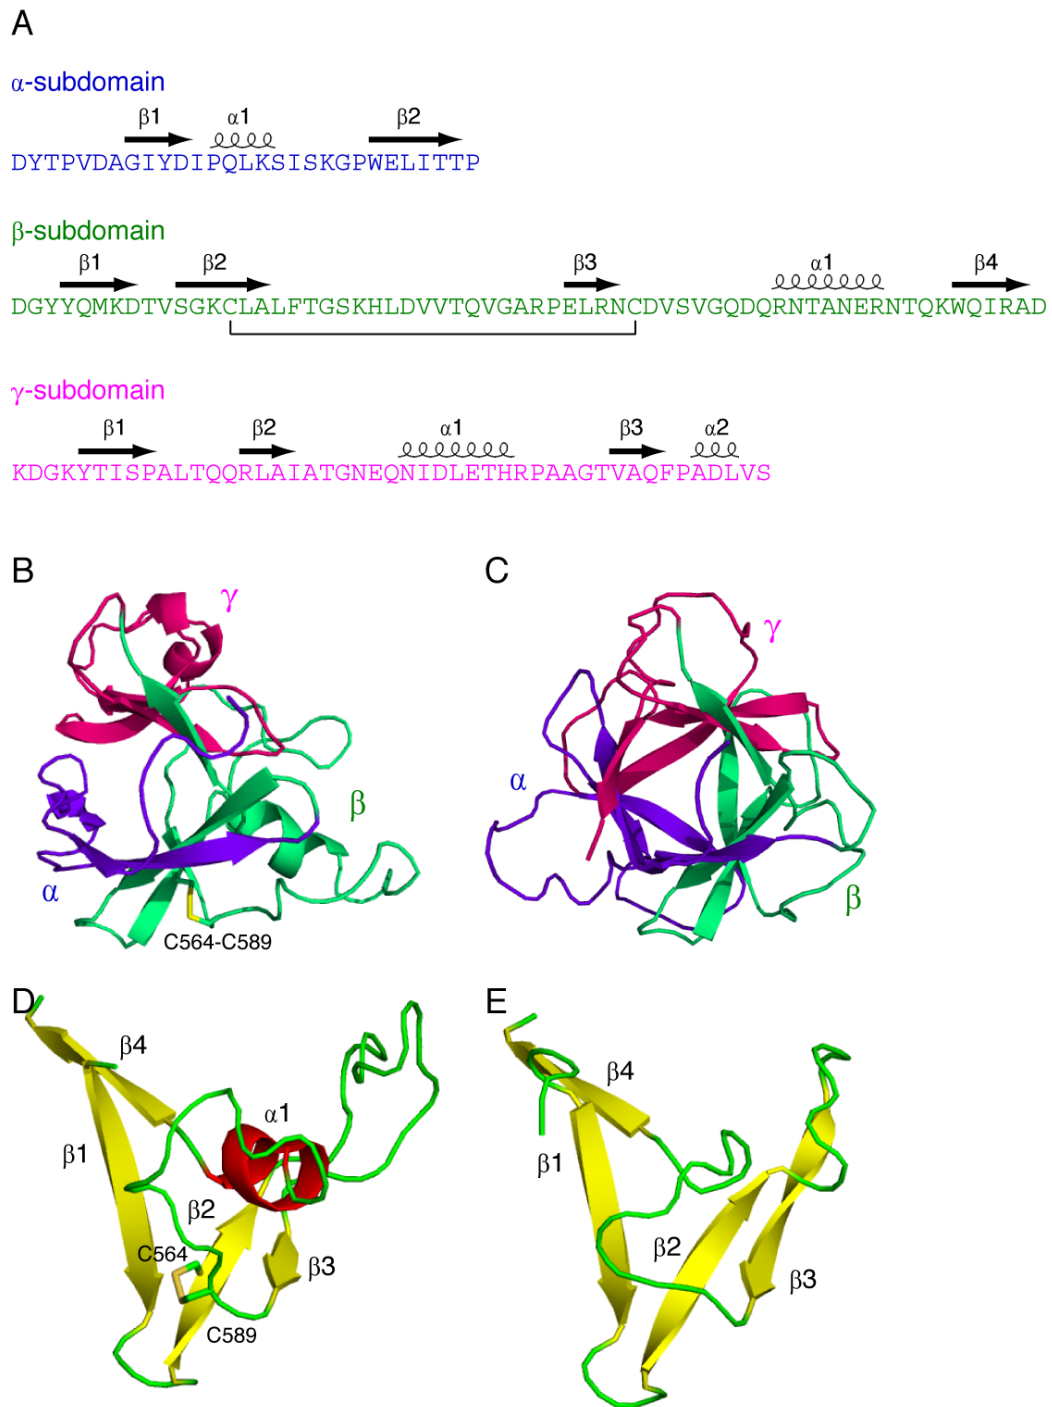 A
α-subdomain
β1 α1 β2
DYTPVDAGIYDIPQLKSISKGPWELITTP
β-subdomain
β1 β2 β3 α1 β4
DGYYQMKDTVSGKCLALFTGSKHLDVVTQVGARPELRNCDVSVGQDQRNTANERNTQKWQIRAD
γ-subdomain
β1 β2 α1 β3 α2
KDGKYTISPALTQQRLAIATGNEQNIDLETHRPAAGTVAQFPADLVS
B C
γ γ
α β
α β
C564-C589
D E
β4 β4
α1
β1 β1
β2 β2
C564
β3 β3
C589